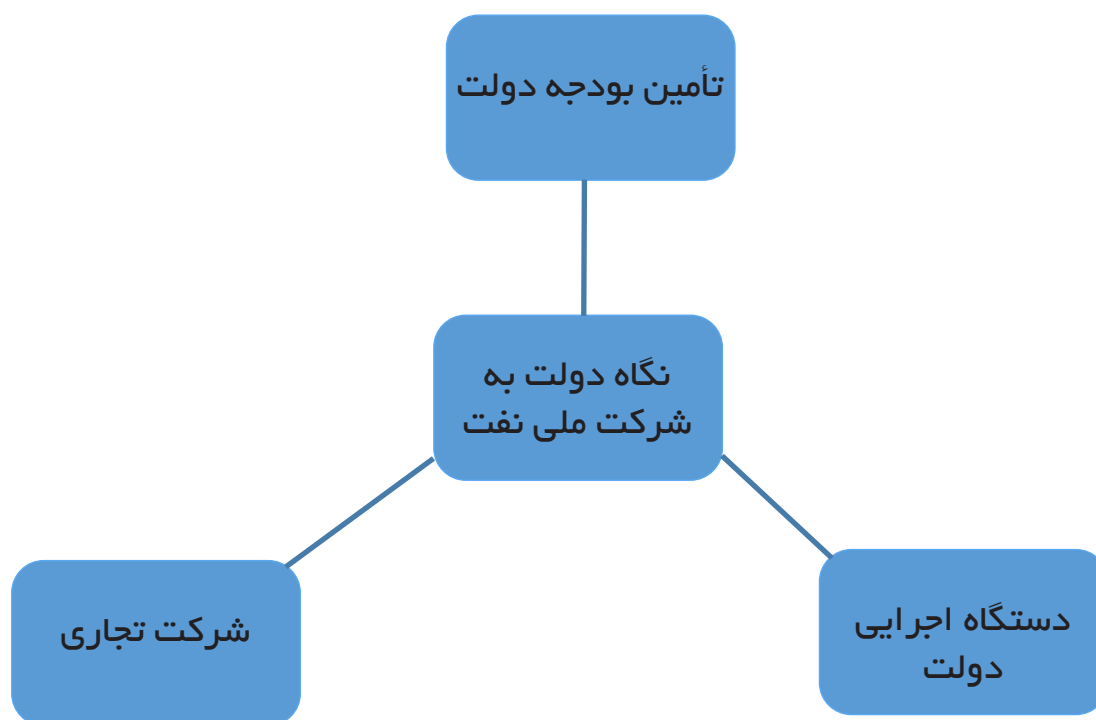 تأمین بودجه دولت
نگاه دولت به
شرکت ملی نفت
دستگاه اجرایی
دولت
شرکت تجاری